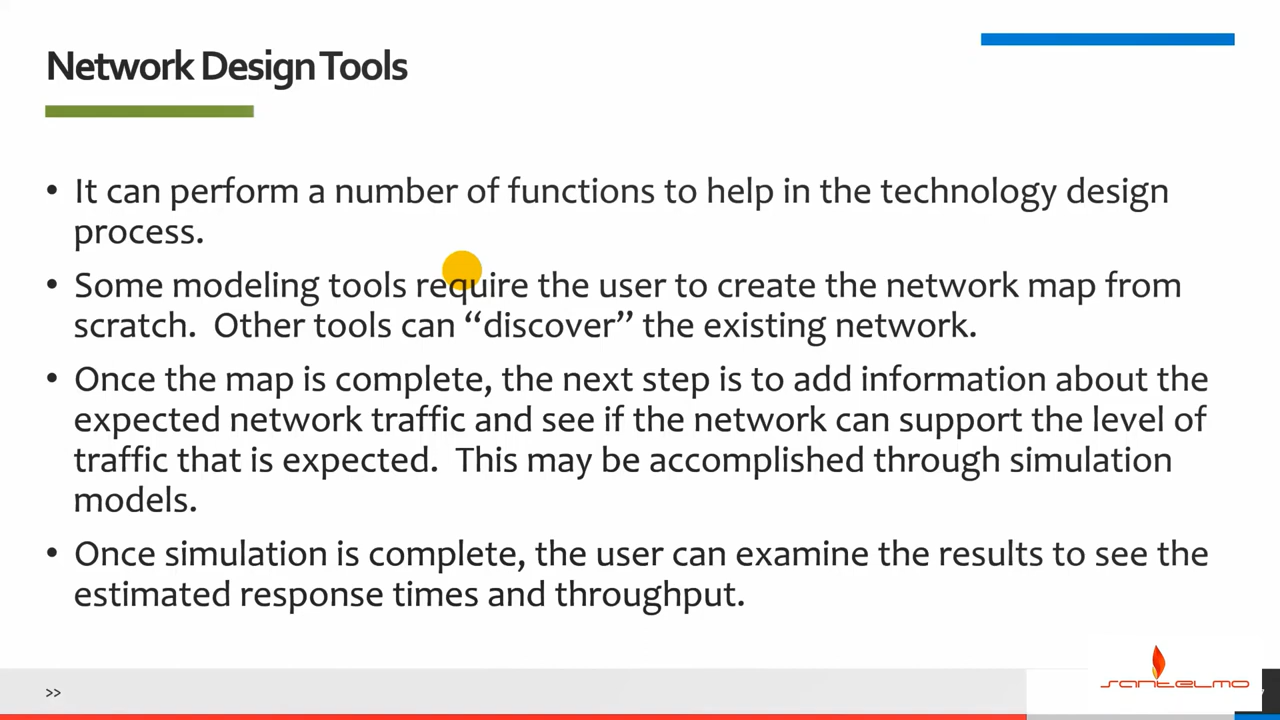 Network Design Tools
• It can perform a number of functions to help in the technology design
process.
• Some modeling tools require the user to create the network map from
scratch.  Other tools can “discover” the existing network.
• Once the map is complete, the next step is to add information about the
expected network traffic and see if the network can support the level of
traffic that is expected.  This may be accomplished through simulation
models.
• Once simulation is complete, the user can examine the results to see the
estimated response times and throughput.
>>
santelmo